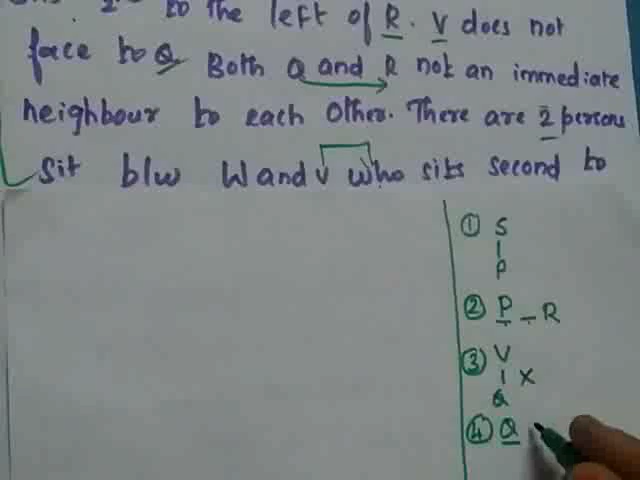 2ⁿᵈ to the left of R. V does not
face to Q. Both Q and R not an immediate
neighbour to each other. There are 2 persons
sit b/w W and V who sits second to
① S
|
P
② P _ R
③ V
| X
Q
④ Q